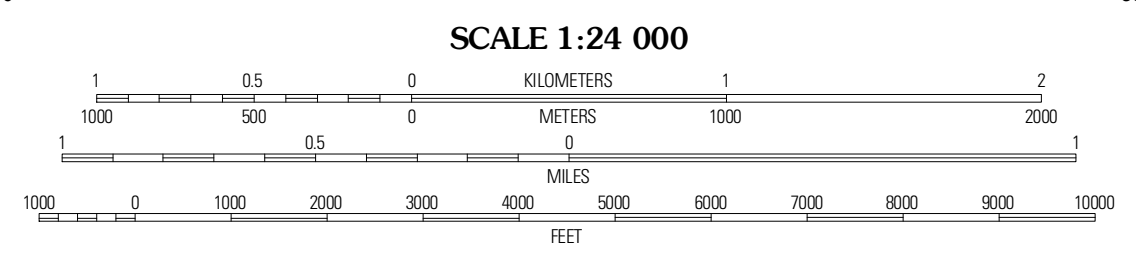 SCALE 1:24 000
1 0.5 0 KILOMETERS 1 2
1000 500 0 METERS 1000 2000
1 0.5 0 1
MILES
1000 0 1000 2000 3000 4000 5000 6000 7000 8000 9000 10000
FEET